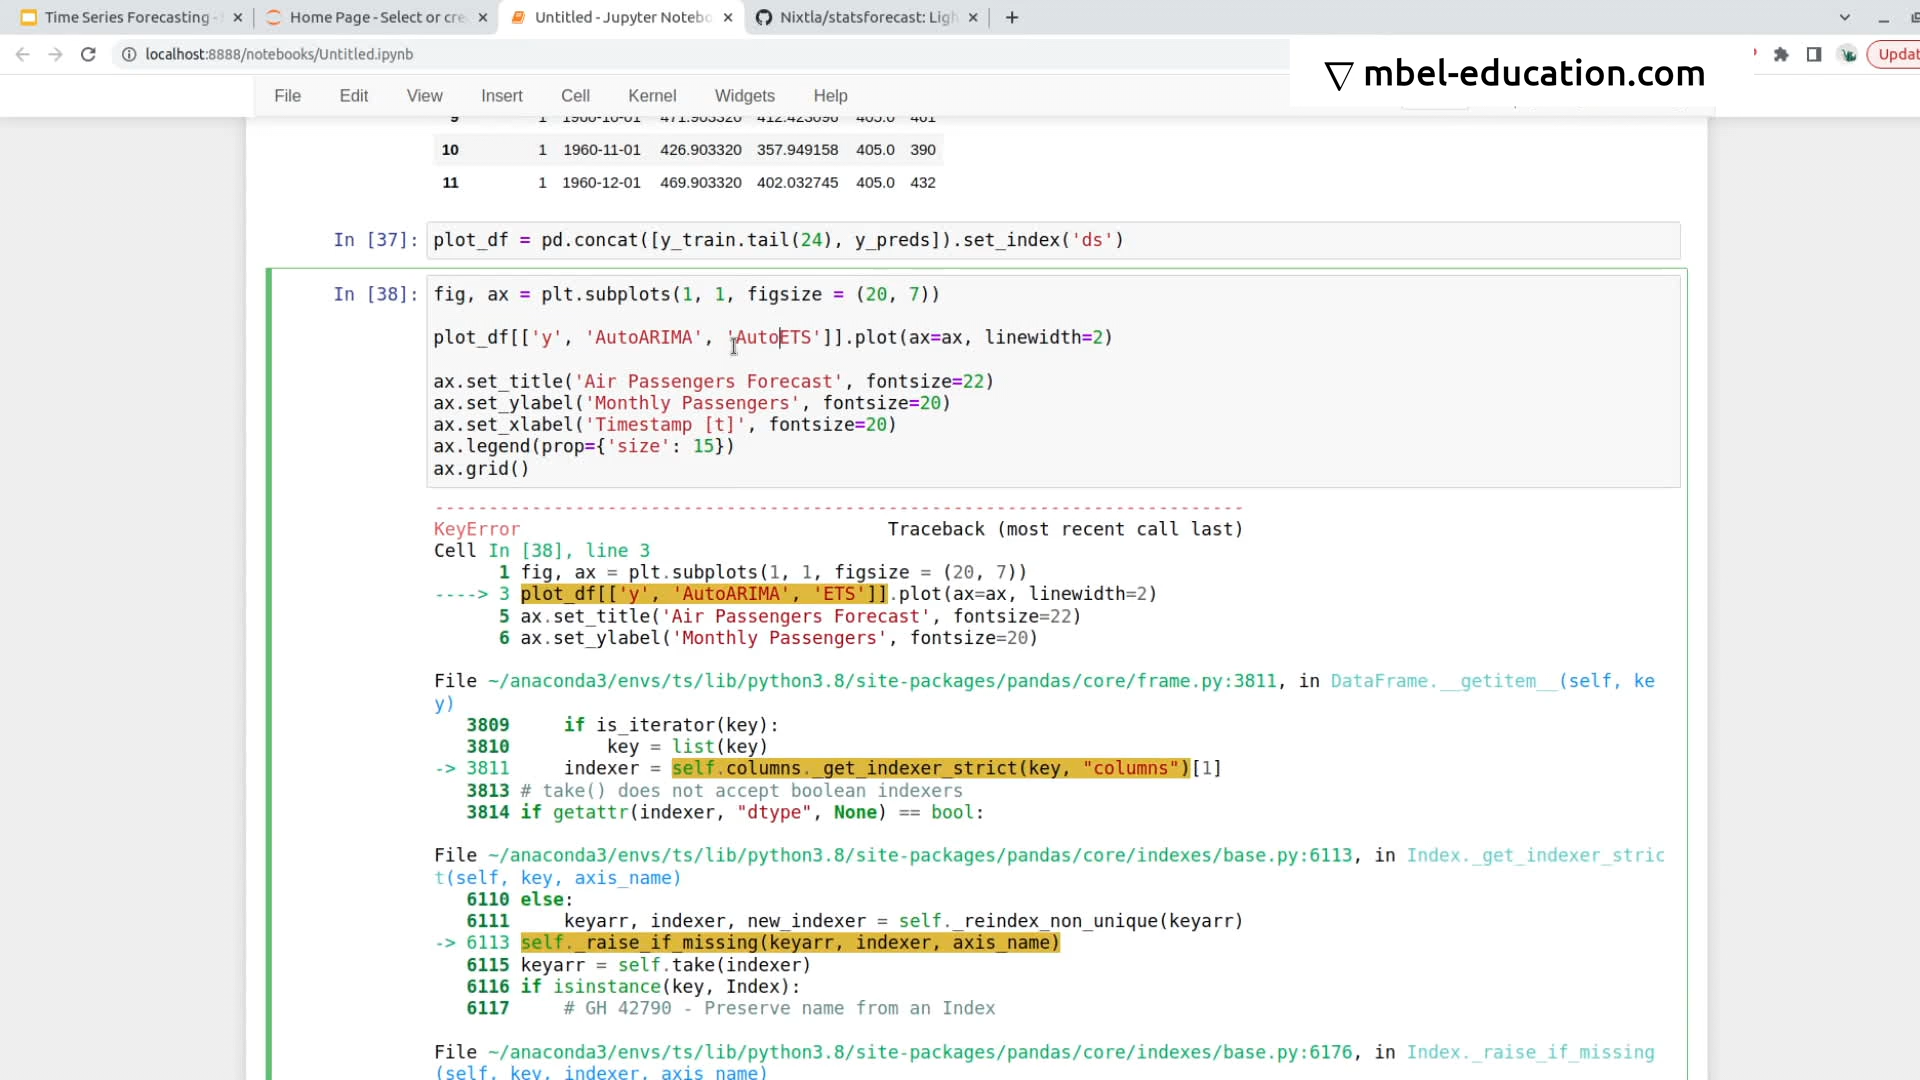 Time Series Forecasting -
Home Page - Select or cre
Untitled - Jupyter Notebo
Nixtla/statsforecast: Ligh
localhost:8888/notebooks/Untitled.ipynb
Updat
▽ mbel-education.com
File Edit View Insert Cell Kernel Widgets Help
9 1 1960-10-01 471.903320 412.423096 405.0 461
10 1 1960-11-01 426.903320 357.949158 405.0 390
11 1 1960-12-01 469.903320 402.032745 405.0 432
In [37]: plot_df = pd.concat([y_train.tail(24), y_preds]).set_index('ds')
In [38]: fig, ax = plt.subplots(1, 1, figsize = (20, 7))
plot_df[['y', 'AutoARIMA', 'AutoETS']].plot(ax=ax, linewidth=2)
ax.set_title('Air Passengers Forecast', fontsize=22)
ax.set_ylabel('Monthly Passengers', fontsize=20)
ax.set_xlabel('Timestamp [t]', fontsize=20)
ax.legend(prop={'size': 15})
ax.grid()
---------------------------------------------------------------------------
KeyError Traceback (most recent call last)
Cell In [38], line 3
1 fig, ax = plt.subplots(1, 1, figsize = (20, 7))
----> 3 plot_df[['y', 'AutoARIMA', 'ETS']].plot(ax=ax, linewidth=2)
5 ax.set_title('Air Passengers Forecast', fontsize=22)
6 ax.set_ylabel('Monthly Passengers', fontsize=20)
File ~/anaconda3/envs/ts/lib/python3.8/site-packages/pandas/core/frame.py:3811, in DataFrame.__getitem__(self, ke
y)
3809 if is_iterator(key):
3810 key = list(key)
-> 3811 indexer = self.columns._get_indexer_strict(key, "columns")[1]
3813 # take() does not accept boolean indexers
3814 if getattr(indexer, "dtype", None) == bool:
File ~/anaconda3/envs/ts/lib/python3.8/site-packages/pandas/core/indexes/base.py:6113, in Index._get_indexer_stric
t(self, key, axis_name)
6110 else:
6111 keyarr, indexer, new_indexer = self._reindex_non_unique(keyarr)
-> 6113 self._raise_if_missing(keyarr, indexer, axis_name)
6115 keyarr = self.take(indexer)
6116 if isinstance(key, Index):
6117 # GH 42790 - Preserve name from an Index
File ~/anaconda3/envs/ts/lib/python3.8/site-packages/pandas/core/indexes/base.py:6176, in Index._raise_if_missing
(self, key, indexer, axis_name)